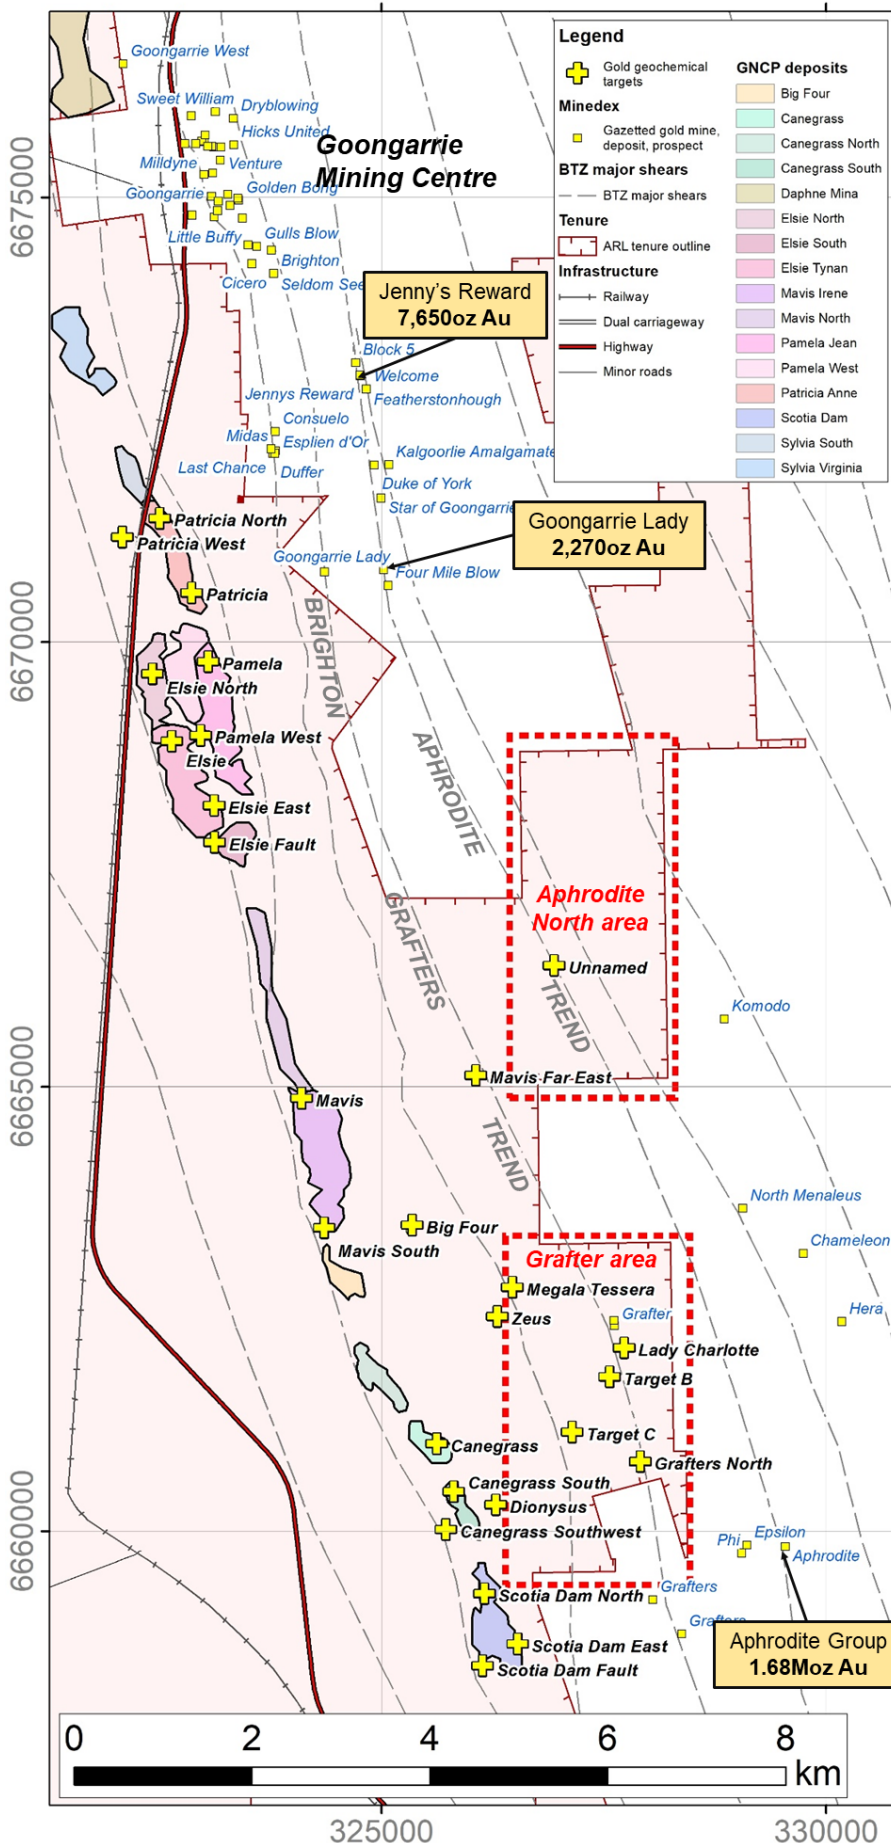 Goongarrie West
Sweet William
Dryblowing
Hicks United
Goongarrie
Mining Centre
Milldyne
Venture
Goongarrie
Golden Bong
Little Buffy
Gulls Blow
Brighton
Cicero
Seldom See
Jenny's Reward
7,650oz Au
Block 5
Welcome
Jennys Reward
Featherstonhough
Consuelo
Midas
Esplien d'Or
Kalgoorlie Amalgamate
Last Chance
Duffer
Duke of York
Star of Goongarrie
Goongarrie Lady
2,270oz Au
Patricia North
Patricia West
Goongarrie Lady
Four Mile Blow
Patricia
BRIGHTON
Pamela
Elsie North
Pamela West
Elsie
APHRODITE
Elsie East
Elsie Fault
Aphrodite
North area
GRAFTERS
Unnamed
TREND
Komodo
Mavis Far East
Mavis
TREND
North Menaleus
Big Four
Chameleon
Mavis South
Grafter area
Megala Tessera
Zeus
Grafter
Hera
Lady Charlotte
Target B
Target C
Canegrass
Grafters North
Canegrass South
Dionysus
Canegrass Southwest
Phi
Epsilon
Aphrodite
Scotia Dam North
Grafters
Scotia Dam East
Scotia Dam Fault
Aphrodite Group
1.68Moz Au
Legend
Gold geochemical
targets
Minedex
Gazetted gold mine,
deposit, prospect
BTZ major shears
BTZ major shears
Tenure
ARL tenure outline
Infrastructure
Railway
Dual carriageway
Highway
Minor roads
GNCP deposits
Big Four
Canegrass
Canegrass North
Canegrass South
Daphne Mina
Elsie North
Elsie South
Elsie Tynan
Mavis Irene
Mavis North
Pamela Jean
Pamela West
Patricia Anne
Scotia Dam
Sylvia South
Sylvia Virginia
6675000
6670000
6665000
6660000
0 2 4 6 8
km
325000
330000